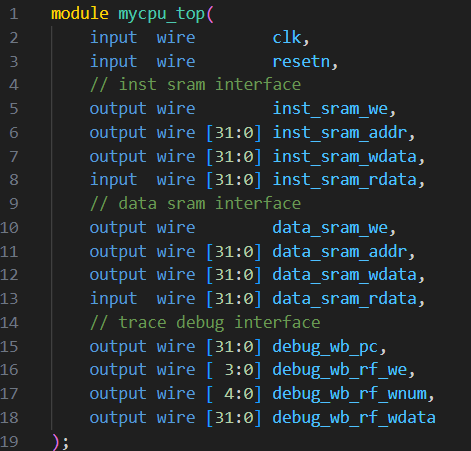 1 module mycpu_top(
2     input  wire        clk,
3     input  wire        resetn,
4     // inst sram interface
5     output wire        inst_sram_we,
6     output wire [31:0] inst_sram_addr,
7     output wire [31:0] inst_sram_wdata,
8     input  wire [31:0] inst_sram_rdata,
9     // data sram interface
10     output wire        data_sram_we,
11     output wire [31:0] data_sram_addr,
12     output wire [31:0] data_sram_wdata,
13     input  wire [31:0] data_sram_rdata,
14     // trace debug interface
15     output wire [31:0] debug_wb_pc,
16     output wire [ 3:0] debug_wb_rf_we,
17     output wire [ 4:0] debug_wb_rf_wnum,
18     output wire [31:0] debug_wb_rf_wdata
19 );